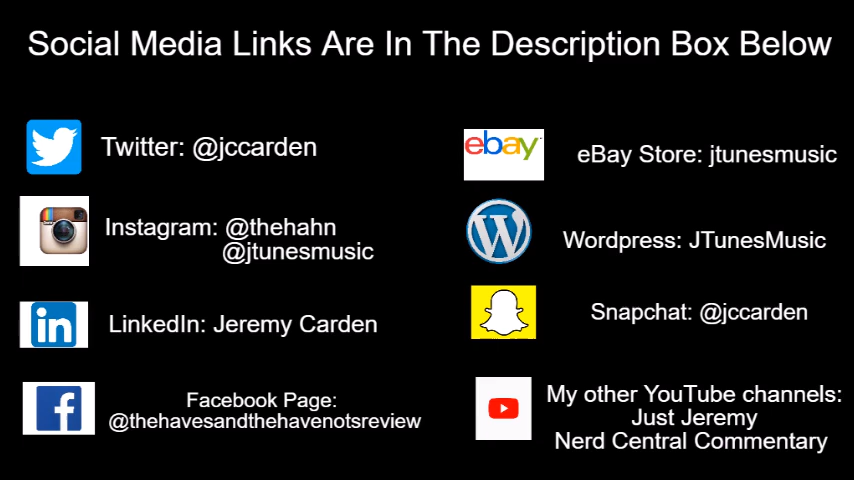 Social Media Links Are In The Description Box Below
Twitter: @jccarden
Instagram: @thehahn
@jtunesmusic
in
LinkedIn: Jeremy Carden
f
Facebook Page:
@thehavesandthehavenotsreview
ebay
eBay Store: jtunesmusic
W
Wordpress: JTunesMusic
Snapchat: @jccarden
My other YouTube channels:
Just Jeremy
Nerd Central Commentary